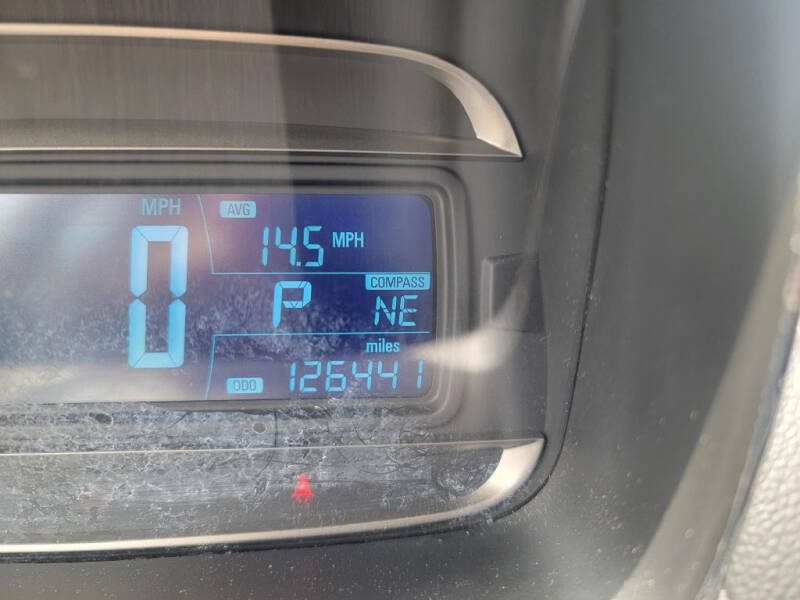 MPH AVG
0 14.5 MPH
COMPASS
P NE
miles
ODO 126441